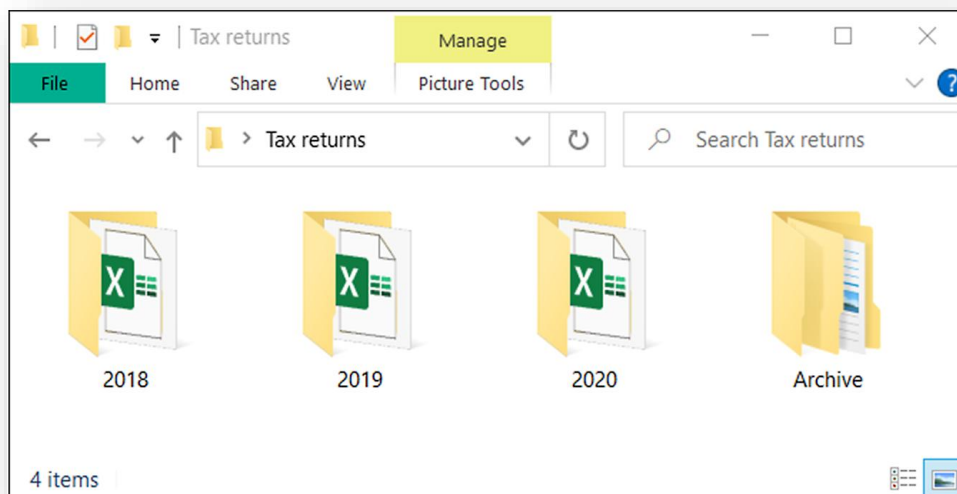 Tax returns
Manage
File Home Share View Picture Tools
?
Tax returns
Search Tax returns
X X X
2018 2019 2020 Archive
4 items